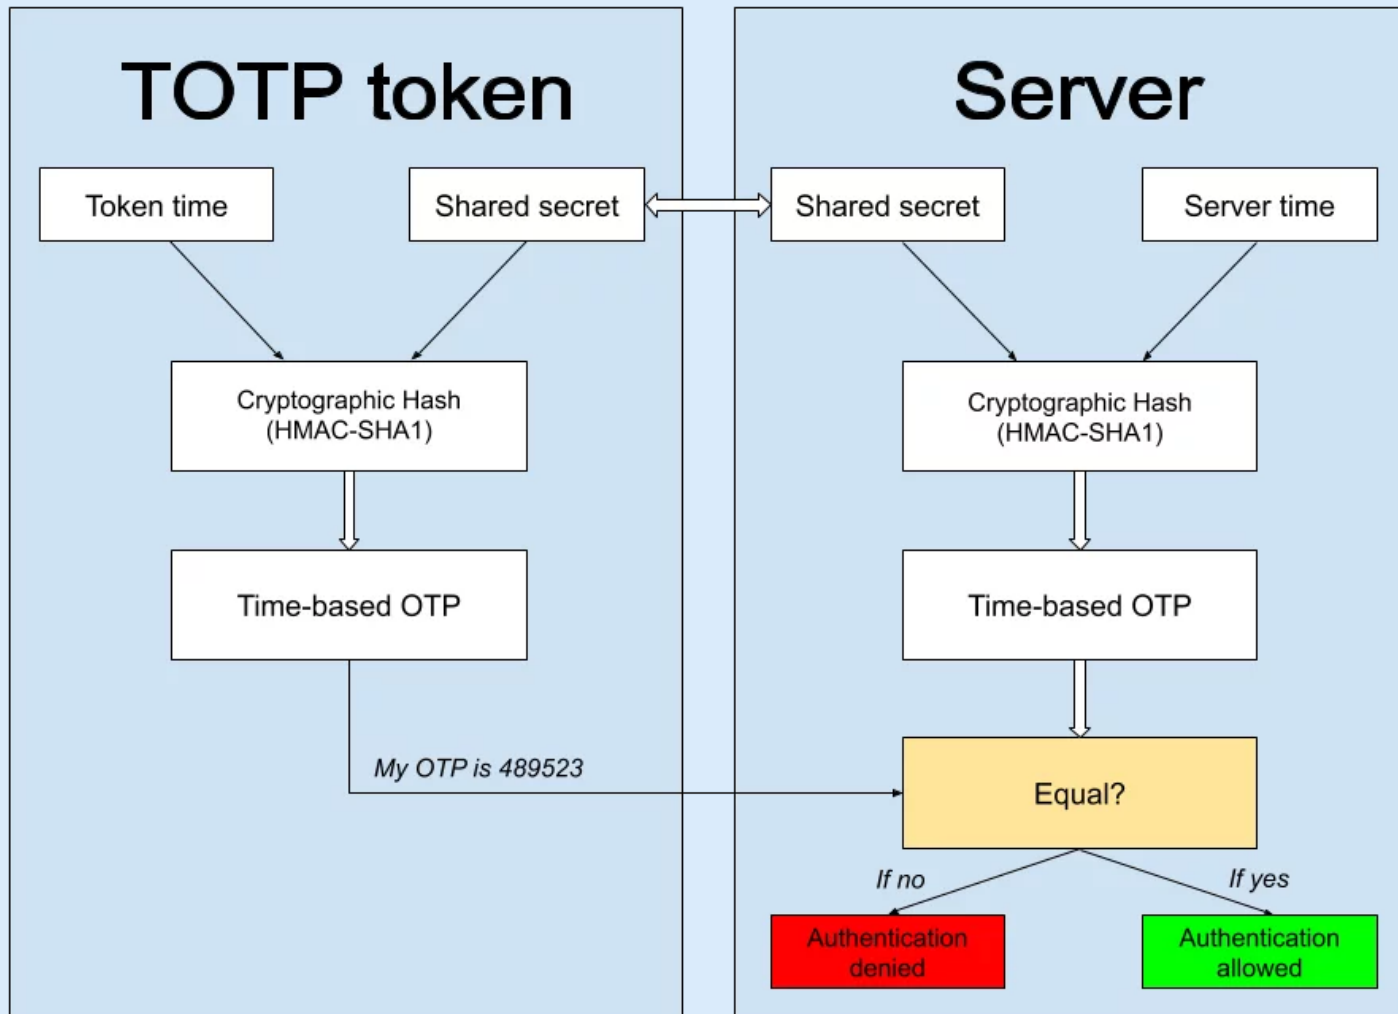 TOTP token
Server
Token time
Shared secret
Shared secret
Server time
Cryptographic Hash
(HMAC-SHA1)
Cryptographic Hash
(HMAC-SHA1)
Time-based OTP
Time-based OTP
My OTP is 489523
Equal?
If no
If yes
Authentication
denied
Authentication
allowed